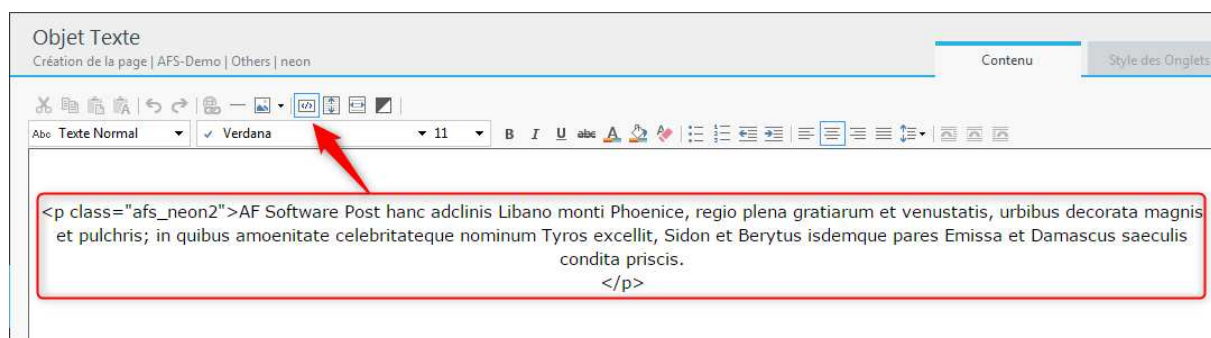 Objet Texte
Création de la page | AFS-Demo | Others | neon
Contenu
Style des Onglets
Abc Texte Normal
Verdana
11
B I U abc A
<p class="afs_neon2">AF Software Post hanc adclinis Libano monti Phoenice, regio plena gratiarum et venustatis, urbibus decorata magnis
et pulchris; in quibus amoenitate celebritateque nominum Tyros excellit, Sidon et Berytus isdemque pares Emissa et Damascus saeculis
condita priscis.
</p>